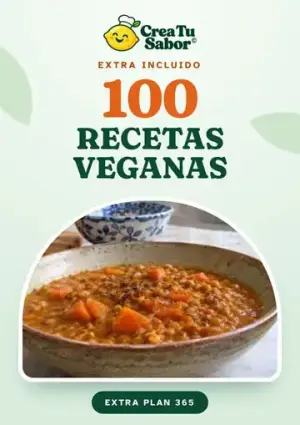 Crea Tu
Sabor©
EXTRA INCLUIDO
100
RECETAS
VEGANAS
EXTRA PLAN 365